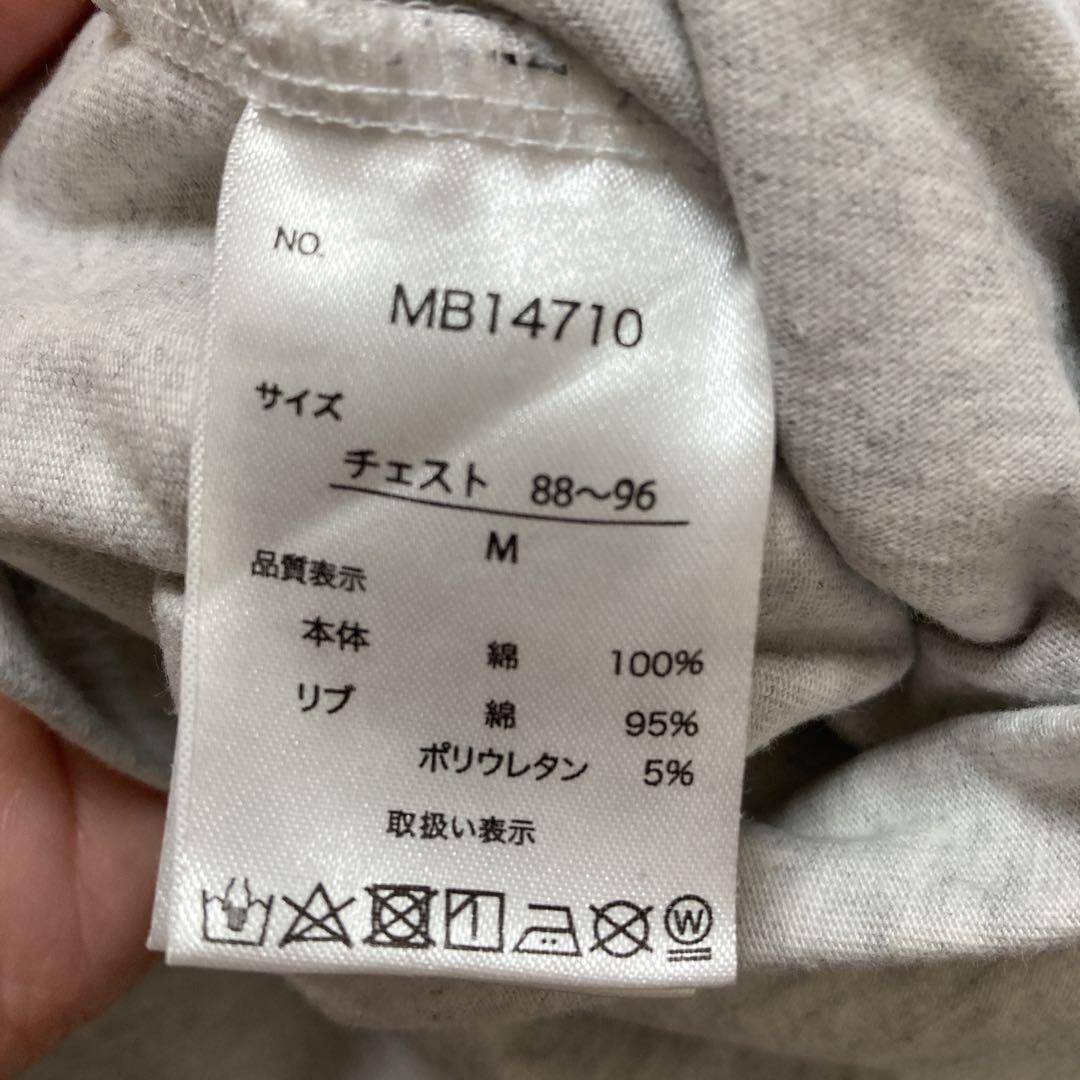 NO.
MB14710
サイズ
チェスト 88〜96
M
品質表示
本体 綿 100%
リブ 綿 95%
ポリウレタン 5%
取扱い表示
W